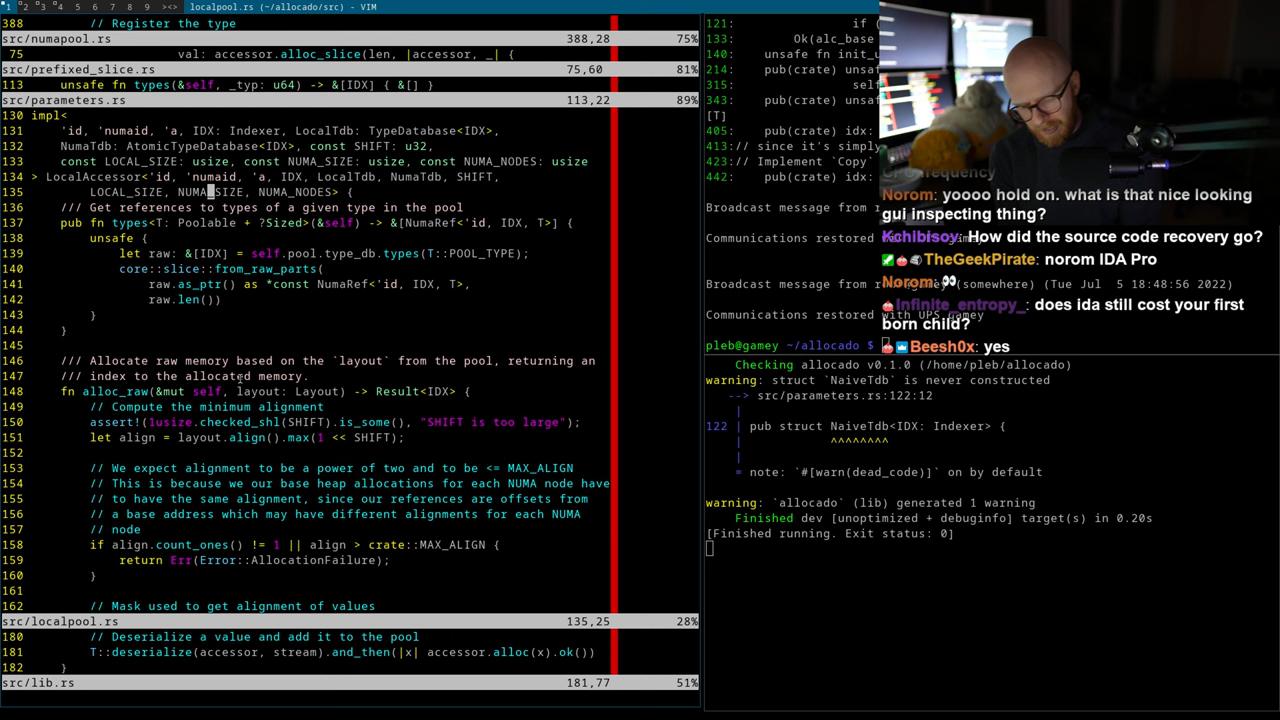 1 2 3 4 5 6 7 8 9 ><> localpool.rs (~/allocado/src) - VIM
388 // Register the type
src/numapool.rs 388,28 75%
75 val: accessor.alloc_slice(len, |accessor, _| {
src/prefixed_slice.rs 75,60 81%
113 unsafe fn types(&self, _typ: u64) -> &[IDX] { &[] }
src/parameters.rs 113,22 89%
130 impl<
131 'id, 'numaid, 'a, IDX: Indexer, LocalTdb: TypeDatabase<IDX>,
132 NumaTdb: AtomicTypeDatabase<IDX>, const SHIFT: u32,
133 const LOCAL_SIZE: usize, const NUMA_SIZE: usize, const NUMA_NODES: usize
134 > LocalAccessor<'id, 'numaid, 'a, IDX, LocalTdb, NumaTdb, SHIFT,
135 LOCAL_SIZE, NUMA_SIZE, NUMA_NODES> {
136 /// Get references to types of a given type in the pool
137 pub fn types<T: Poolable + ?Sized>(&self) -> &[NumaRef<'id, IDX, T>] {
138 unsafe {
139 let raw: &[IDX] = self.pool.type_db.types(T::POOL_TYPE);
140 core::slice::from_raw_parts(
141 raw.as_ptr() as *const NumaRef<'id, IDX, T>,
142 raw.len())
143 }
144 }
145
146 /// Allocate raw memory based on the `layout` from the pool, returning an
147 /// index to the allocated memory.
148 fn alloc_raw(&mut self, layout: Layout) -> Result<IDX> {
149 // Compute the minimum alignment
150 assert!(1usize.checked_shl(SHIFT).is_some(), "SHIFT is too large");
151 let align = layout.align().max(1 << SHIFT);
152
153 // We expect alignment to be a power of two and to be <= MAX_ALIGN
154 // This is because we our base heap allocations for each NUMA node have
155 // to have the same alignment, since our references are offsets from
156 // a base address which may have different alignments for each NUMA
157 // node
158 if align.count_ones() != 1 || align > crate::MAX_ALIGN {
159 return Err(Error::AllocationFailure);
160 }
161
162 // Mask used to get alignment of values
src/localpool.rs 135,25 28%
180 // Deserialize a value and add it to the pool
181 T::deserialize(accessor, stream).and_then(|x| accessor.alloc(x).ok())
182 }
src/lib.rs 181,77 51%
121: if (
133: Ok(alc_base
140: unsafe fn init_u
214: pub(crate) unsaf
315: self
343: pub(crate) unsaf
[T]
405: pub(crate) idx:
413:// since it's simply
423:// Implement `Copy`
442: pub(crate) idx:
Broadcast message from r
Communications restored
Broadcast message from r (somewhere) (Tue Jul 5 18:48:56 2022)
Communications restored with UPS gamey
pleb@gamey ~/allocado $
Norom: yoooo hold on. what is that nice looking
gui inspecting thing?
Kchibisov: How did the source code recovery go?
TheGeekPirate: norom IDA Pro
Norom: 👀
Infinite_entropy_: does ida still cost your first
born child?
Beesh0x: yes
Checking allocado v0.1.0 (/home/pleb/allocado)
warning: struct `NaiveTdb` is never constructed
--> src/parameters.rs:122:12
|
122 | pub struct NaiveTdb<IDX: Indexer> {
| ^^^^^^^^
|
= note: `#[warn(dead_code)]` on by default
warning: `allocado` (lib) generated 1 warning
Finished dev [unoptimized + debuginfo] target(s) in 0.20s
[Finished running. Exit status: 0]